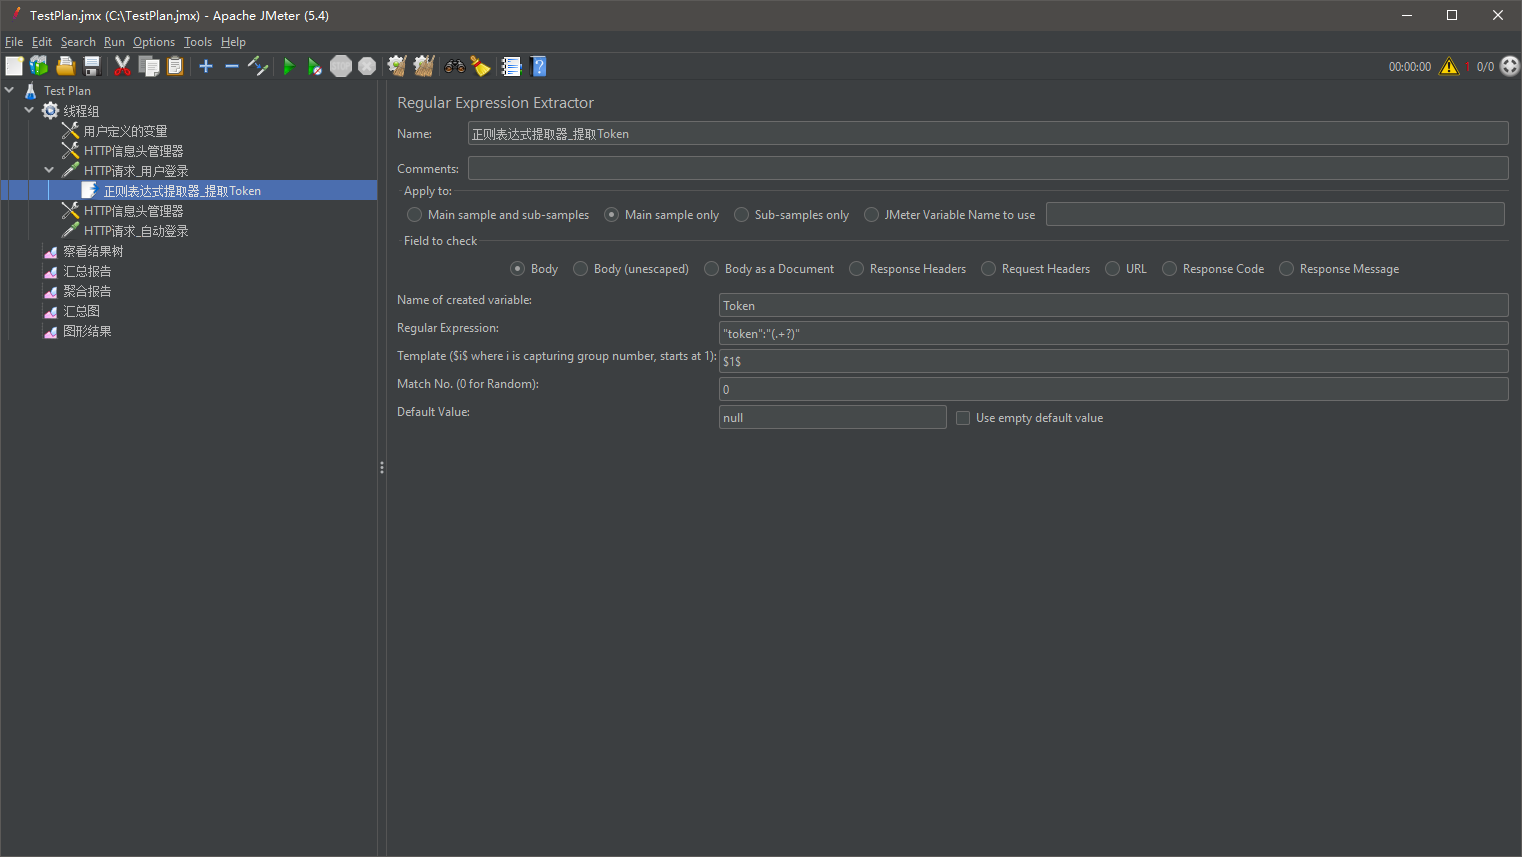 TestPlan.jmx (C:\TestPlan.jmx) - Apache JMeter (5.4)
File Edit Search Run Options Tools Help
STOP
00:00:00 1 0/0
Test Plan
线程组
用户定义的变量
HTTP信息头管理器
HTTP请求_用户登录
正则表达式提取器_提取Token
HTTP信息头管理器
HTTP请求_自动登录
察看结果树
汇总报告
聚合报告
汇总图
图形结果
Regular Expression Extractor
Name: 正则表达式提取器_提取Token
Comments:
Apply to:
Main sample and sub-samples Main sample only Sub-samples only JMeter Variable Name to use
Field to check
Body Body (unescaped) Body as a Document Response Headers Request Headers URL Response Code Response Message
Name of created variable: Token
Regular Expression: "token":"(.+?)"
Template ($i$ where i is capturing group number, starts at 1): $1$
Match No. (0 for Random): 0
Default Value: null Use empty default value